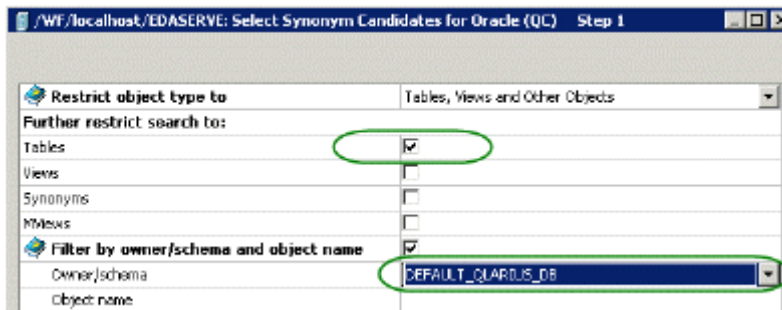 /WF/localhost/EDASERVE: Select Synonym Candidates for Oracle (QC) Step 1
Restrict object type to Tables, Views and Other Objects
Further restrict search to:
Tables
Views
Synonyms
MViews
Filter by owner/schema and object name
Owner/schema DEFAULT_QLARIUS_DB
Object name